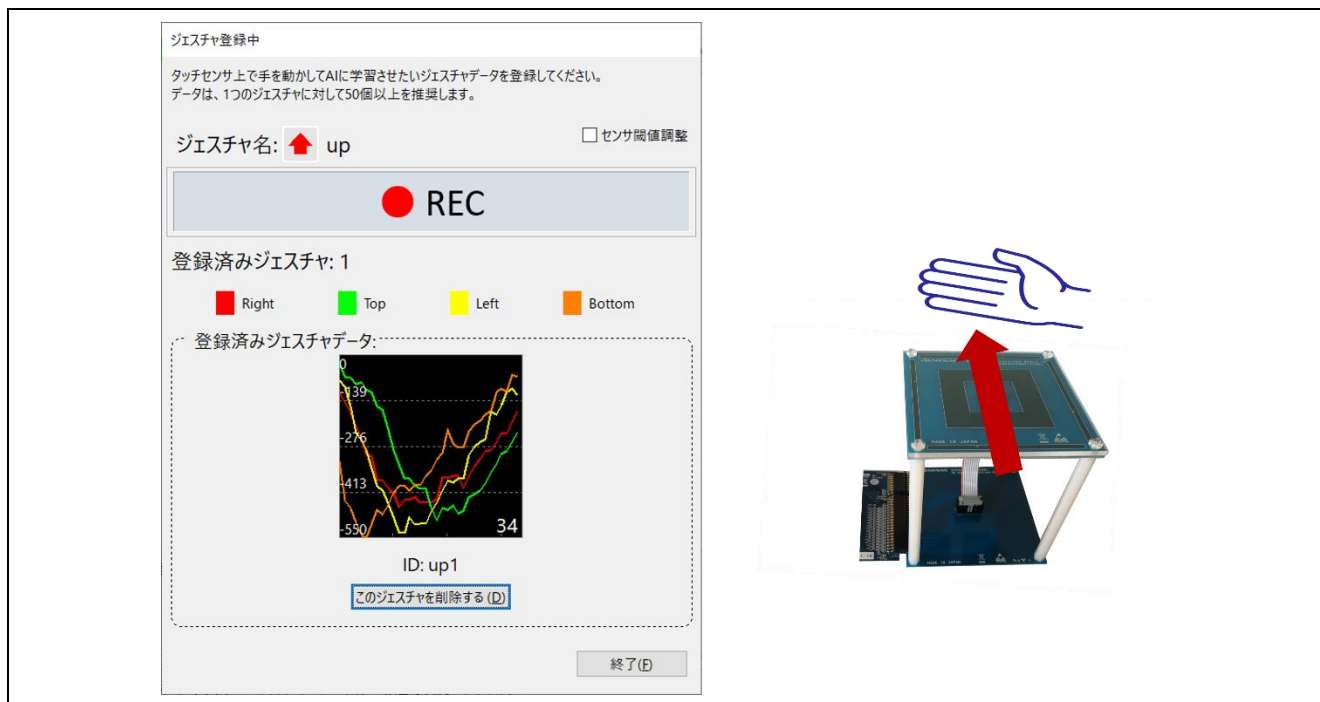 ジェスチャ登録中
タッチセンサ上で手を動かしてAIに学習させたいジェスチャデータを登録してください。
データは、1つのジェスチャに対して50個以上を推奨します。
ジェスチャ名: up
センサ閾値調整
REC
登録済みジェスチャ: 1
Right Top Left Bottom
登録済みジェスチャデータ:
0
-139
-276
-413
-550
34
ID: up1
このジェスチャを削除する(D)
終了(F)
MADE IN JAPAN
MADE IN JAPAN